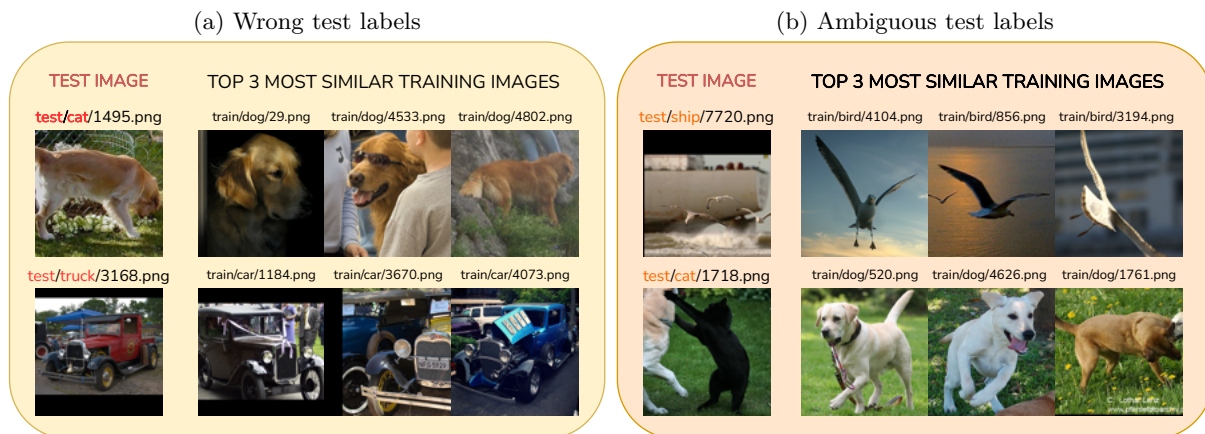 (a) Wrong test labels
TEST IMAGE
TOP 3 MOST SIMILAR TRAINING IMAGES
test/cat/1495.png
train/dog/29.png
train/dog/4533.png
train/dog/4802.png
test/truck/3168.png
train/car/1184.png
train/car/3670.png
train/car/4073.png
(b) Ambiguous test labels
TEST IMAGE
TOP 3 MOST SIMILAR TRAINING IMAGES
test/ship/7720.png
train/bird/4104.png
train/bird/856.png
train/bird/3194.png
test/cat/1718.png
train/dog/520.png
train/dog/4626.png
train/dog/1761.png